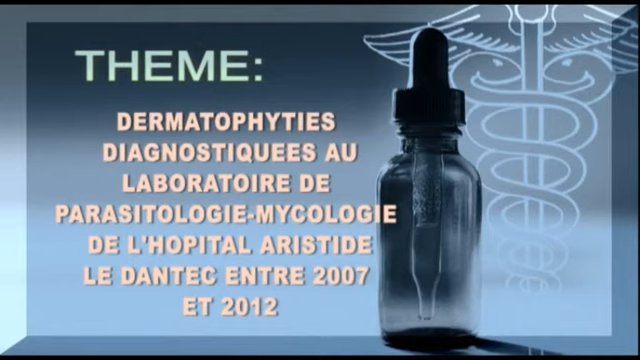 THEME:
DERMATOPHYTIES
DIAGNOSTIQUEES AU
LABORATOIRE DE
PARASITOLOGIE-MYCOLOGIE
DE L'HOPITAL ARISTIDE
LE DANTEC ENTRE 2007
ET 2012